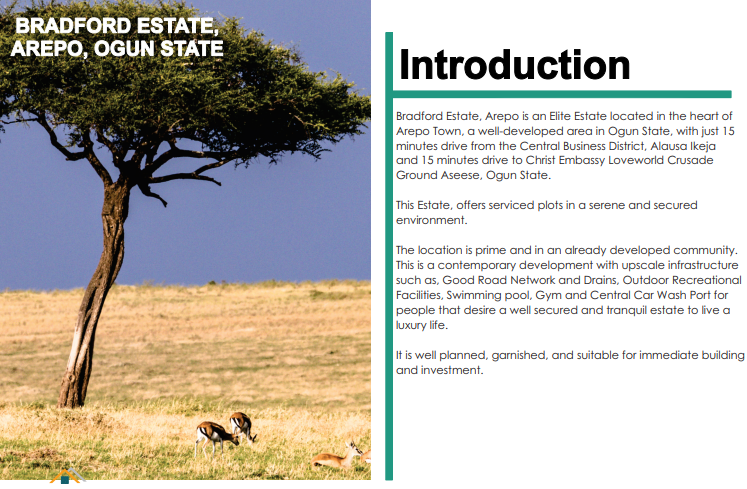 BRADFORD ESTATE,
AREPO, OGUN STATE
Introduction
Bradford Estate, Arepo is an Elite Estate located in the heart of
Arepo Town, a well-developed area in Ogun State, with just 15
minutes drive from the Central Business District, Alausa Ikeja
and 15 minutes drive to Christ Embassy Loveworld Crusade
Ground Aseese, Ogun State.
This Estate, offers serviced plots in a serene and secured
environment.
The location is prime and in an already developed community.
This is a contemporary development with upscale infrastructure
such as, Good Road Network and Drains, Outdoor Recreational
Facilities, Swimming pool, Gym and Central Car Wash Port for
people that desire a well secured and tranquil estate to live a
luxury life.
It is well planned, garnished, and suitable for immediate building
and investment.